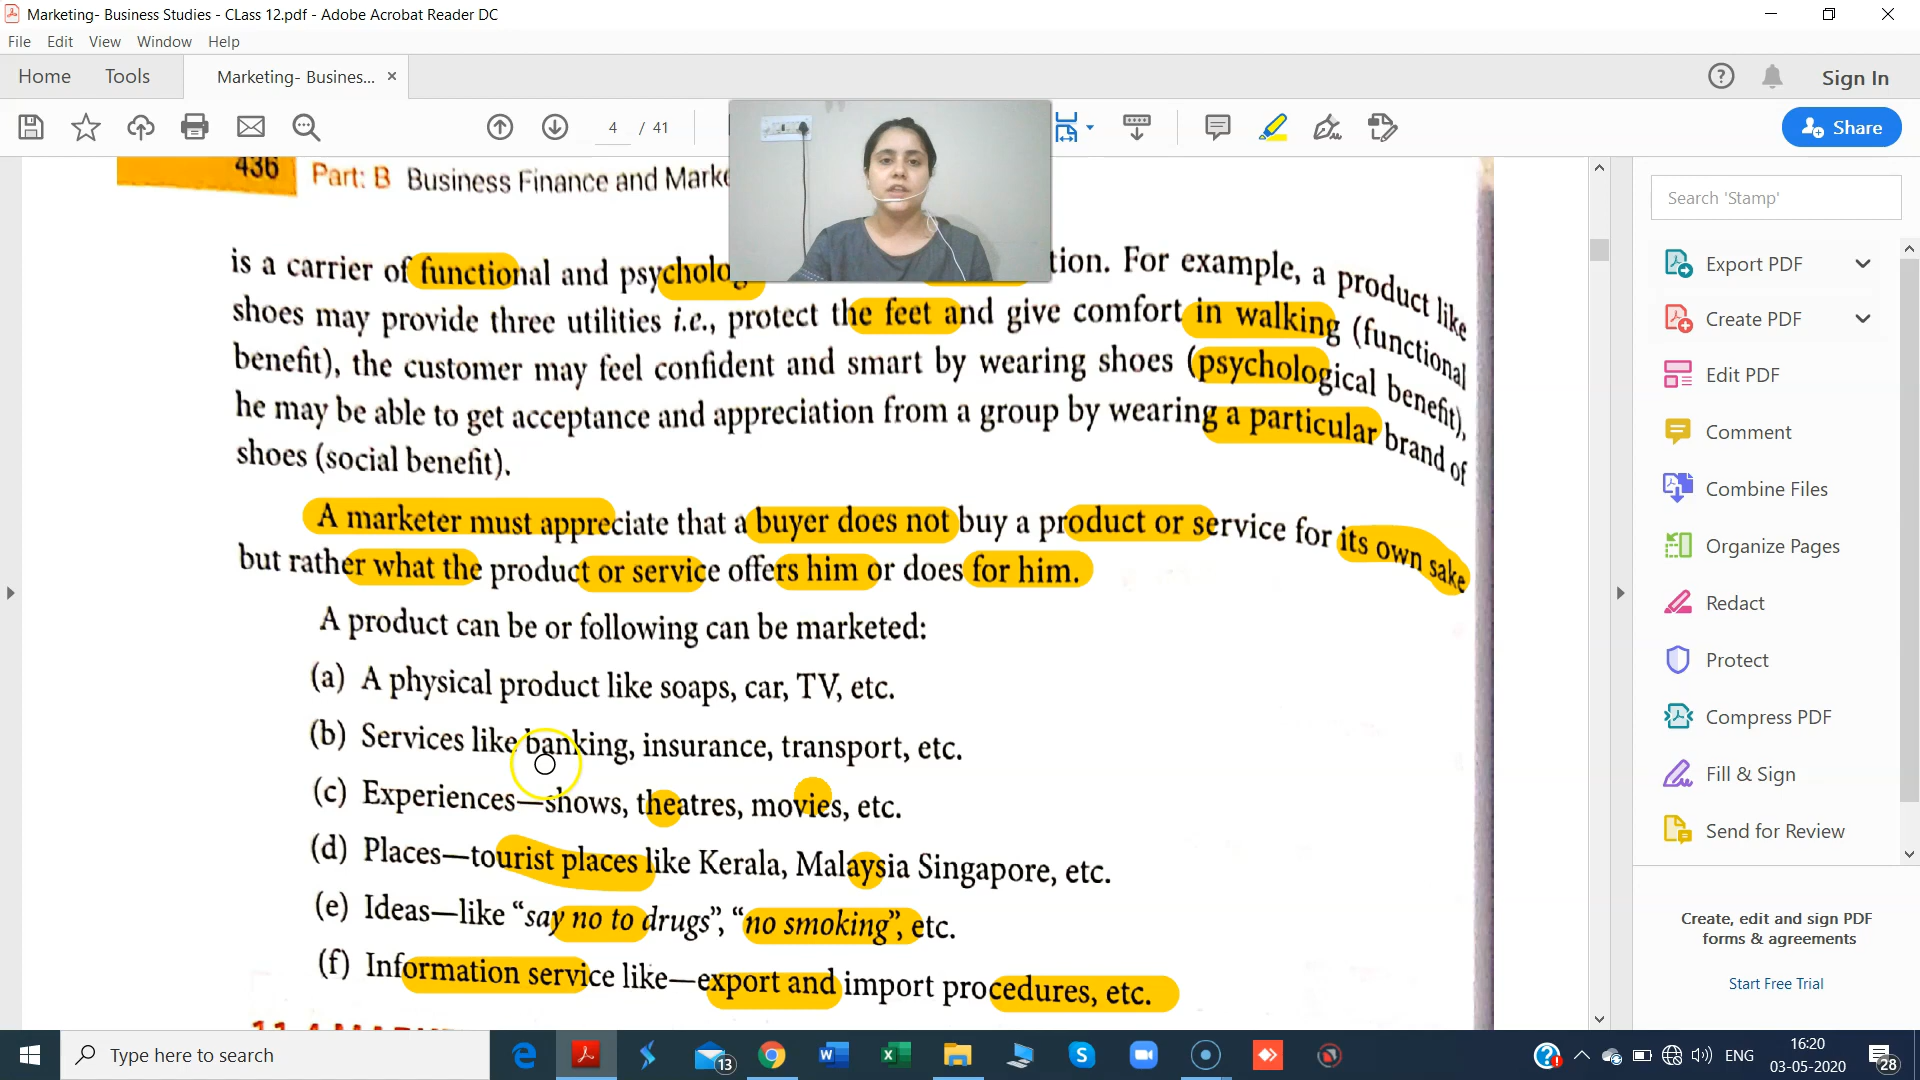 Marketing- Business Studies - CLass 12.pdf - Adobe Acrobat Reader DC
File Edit View Window Help
Home Tools Marketing- Busines... × Sign In
4 / 41 Share
436 Part: B Business Finance and
is a carrier of functional and tion. For example, a product like
shoes may provide three utilities i.e., protect the feet and give comfort in walking (functional
benefit), the customer may feel confident and smart by wearing shoes (psychological benefit),
he may be able to get acceptance and appreciation from a group by wearing a particular brand of
shoes (social benefit).
A marketer must appreciate that a buyer does not buy a product or service for its own sake
but rather what the product or service offers him or does for him.
A product can be or following can be marketed:
(a) A physical product like soaps, car, TV, etc.
(b) Services like banking, insurance, transport, etc.
(c) Experiences—shows, theatres, movies, etc.
(d) Places—tourist places like Kerala, Malaysia Singapore, etc.
(e) Ideas—like “say no to drugs”, “no smoking”, etc.
(f) Information service like—export and import procedures, etc.
Search 'Stamp'
Export PDF
Create PDF
Edit PDF
Comment
Combine Files
Organize Pages
Redact
Protect
Compress PDF
Fill & Sign
Send for Review
Create, edit and sign PDF
forms & agreements
Start Free Trial
Type here to search
13
ENG
16:20
03-05-2020
28